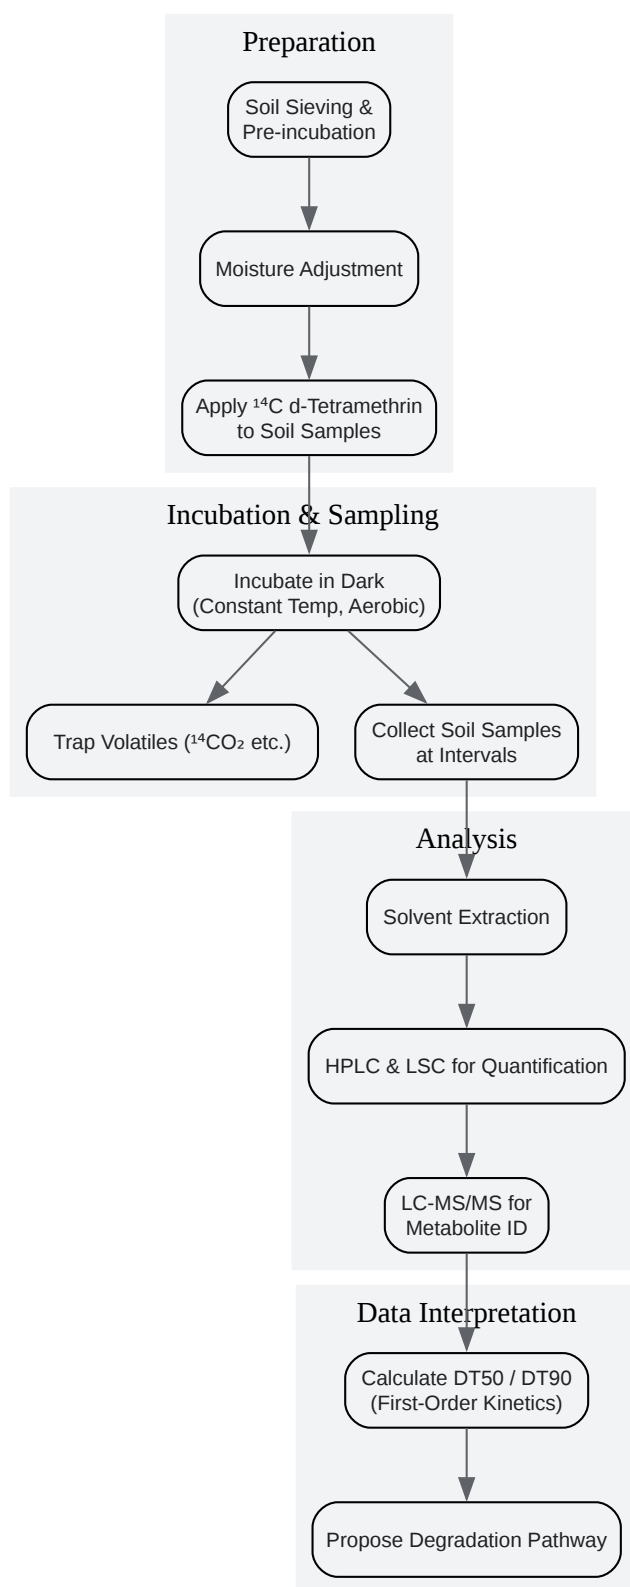 Preparation
Soil Sieving &
Pre-incubation
Moisture Adjustment
Apply ¹⁴C d-Tetramethrin
to Soil Samples
Incubation & Sampling
Incubate in Dark
(Constant Temp, Aerobic)
Trap Volatiles (¹⁴CO₂ etc.)
Collect Soil Samples
at Intervals
Analysis
Solvent Extraction
HPLC & LSC for Quantification
LC-MS/MS for
Metabolite ID
Data Interpretation
Calculate DT50 / DT90
(First-Order Kinetics)
Propose Degradation Pathway